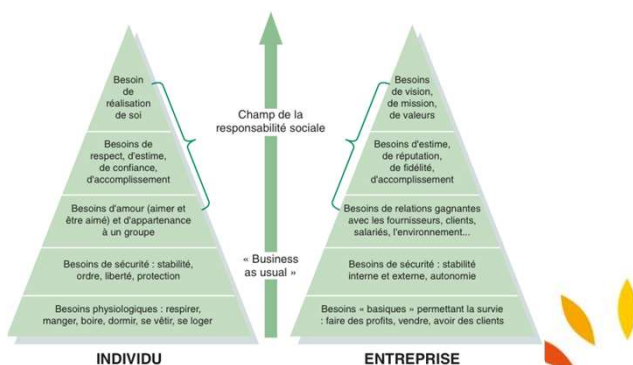 Besoin
de
réalisation
de soi
Besoins de
respect, d'estime,
de confiance,
d'accomplissement
Besoins d'amour (aimer et
être aimé) et d'appartenance
à un groupe
Besoins de sécurité : stabilité,
ordre, liberté, protection
Besoins physiologiques : respirer,
manger, boire, dormir, se vêtir, se loger
INDIVIDU
Champ de la
responsabilité sociale
« Business
as usual »
Besoins
de vision,
de mission,
de valeurs
Besoins d'estime,
de réputation,
de fidélité,
d'accomplissement
Besoins de relations gagnantes
avec les fournisseurs, clients,
salariés, l'environnement...
Besoins de sécurité : stabilité
interne et externe, autonomie
Besoins « basiques » permettant la survie
: faire des profits, vendre, avoir des clients
ENTREPRISE